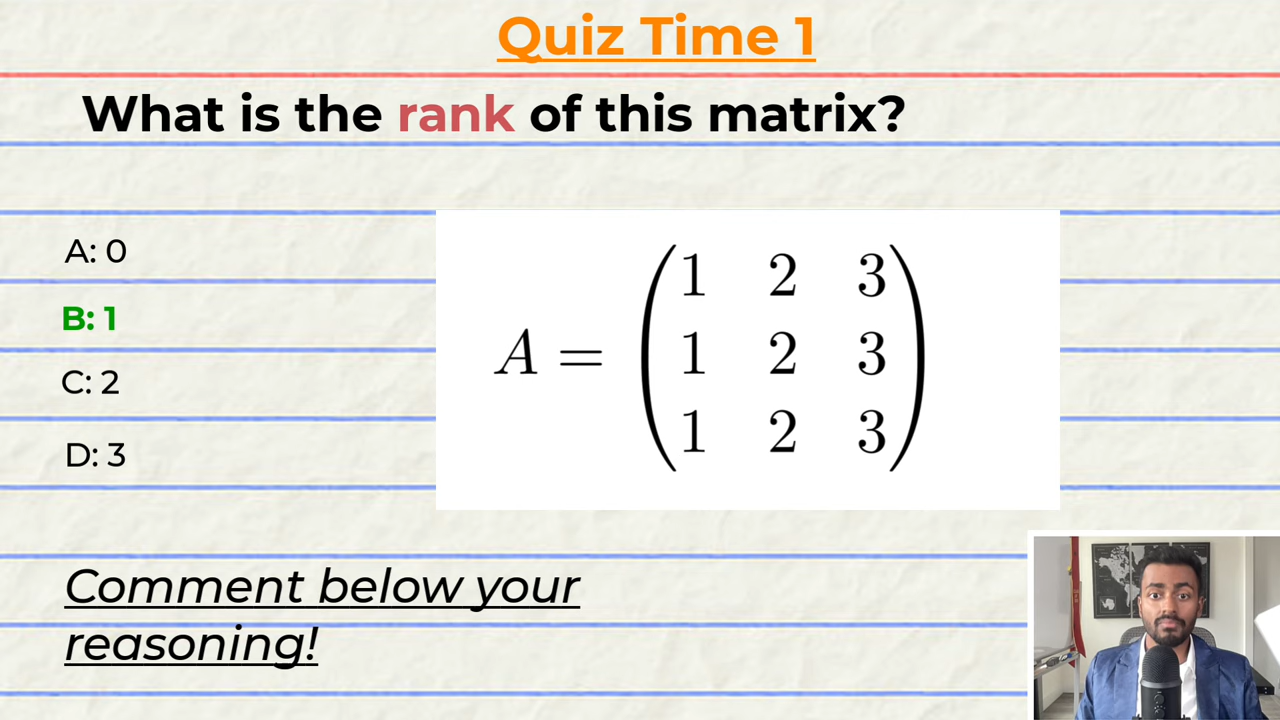 Quiz Time 1
What is the rank of this matrix?
A: 0
B: 1
C: 2
D: 3
A = 
1 2 3
1 2 3
1 2 3
Comment below your
reasoning!